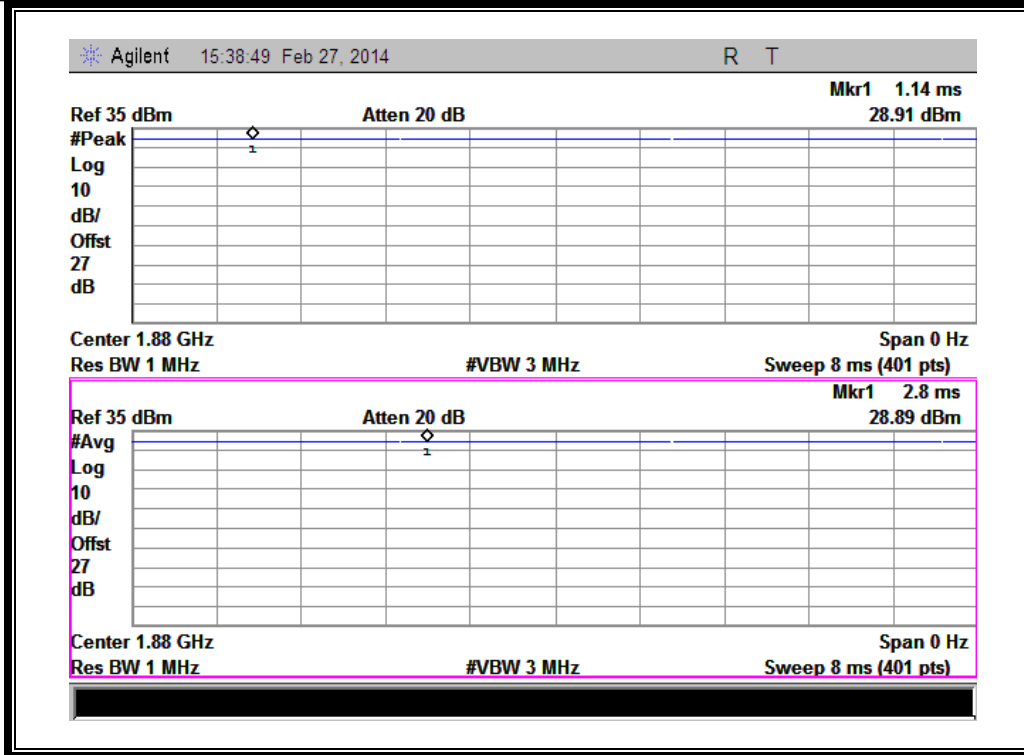 Agilent 15:38:49 Feb 27, 2014 R T
Mkr1 1.14 ms
Ref 35 dBm Atten 20 dB 28.91 dBm
#Peak
1
Log
10
dB/
Offst
27
dB
Center 1.88 GHz Span 0 Hz
Res BW 1 MHz #VBW 3 MHz Sweep 8 ms (401 pts)
Mkr1 2.8 ms
Ref 35 dBm Atten 20 dB 28.89 dBm
#Avg
1
Log
10
dB/
Offst
27
dB
Center 1.88 GHz Span 0 Hz
Res BW 1 MHz #VBW 3 MHz Sweep 8 ms (401 pts)